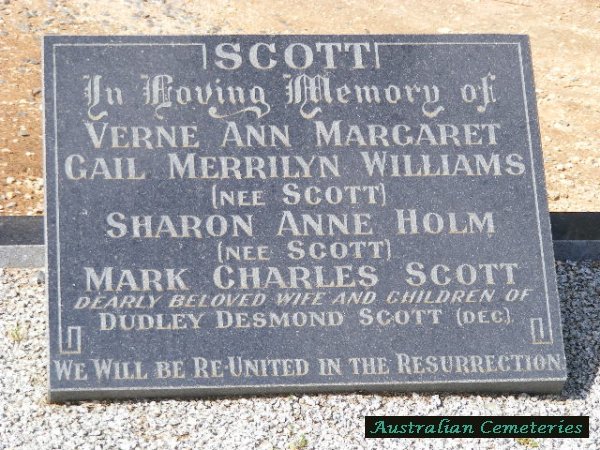 SCOTT
In Loving Memory of
VERNE ANN MARGARET
GAIL MERRILYN WILLIAMS
(NEE SCOTT)
SHARON ANNE HOLM
(NEE SCOTT)
MARK CHARLES SCOTT
DEARLY BELOVED WIFE AND CHILDREN OF
DUDLEY DESMOND SCOTT (DEC).
WE WILL BE RE-UNITED IN THE RESURRECTION.
Australian Cemeteries